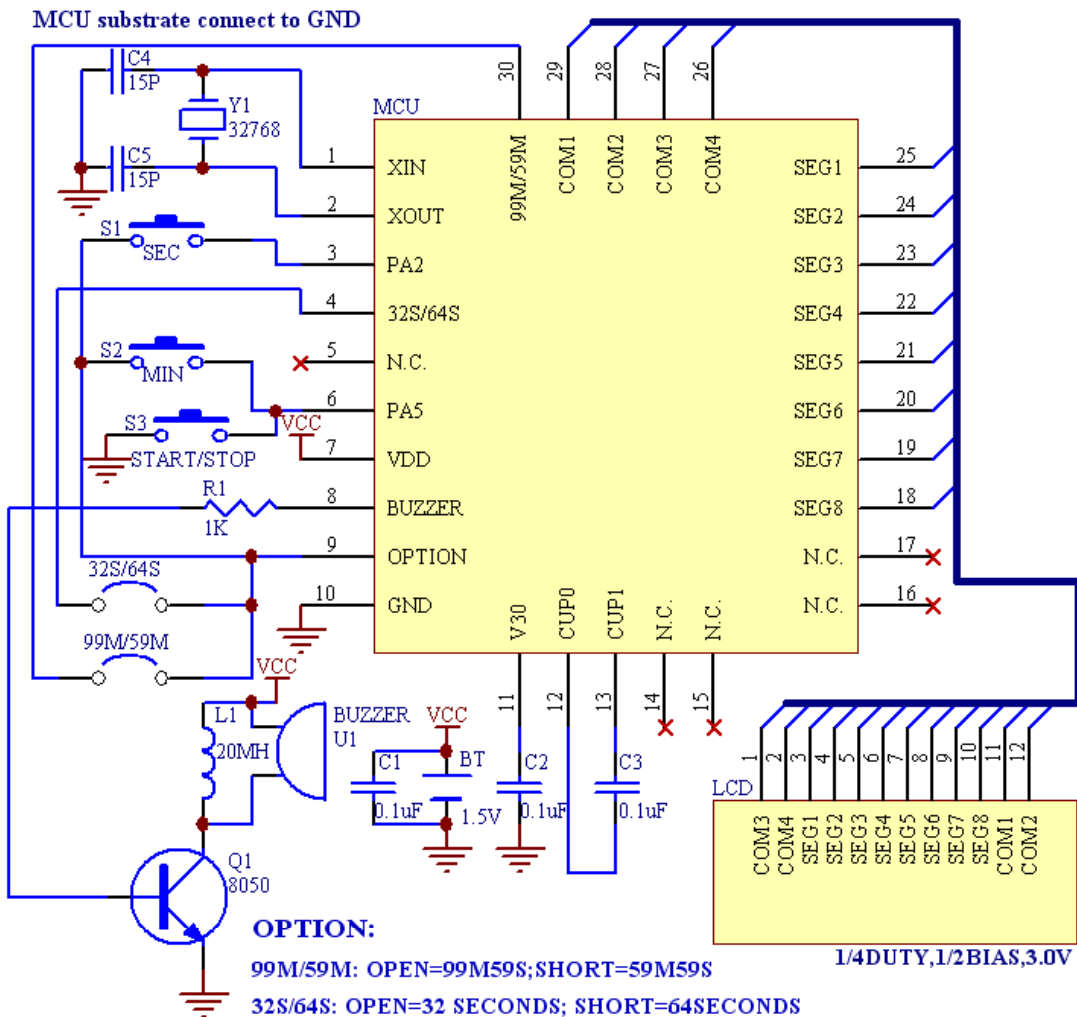 MCU substrate connect to GND
C4
15P
Y1
32768
C5
15P
S1
SEC
S2
MIN
S3
START/STOP
VCC
R1
1K
32S/64S
99M/59M
MCU
1
XIN
2
XOUT
3
PA2
4
32S/64S
5
N.C.
6
PA5
7
VDD
8
BUZZER
9
OPTION
10
GND
30
99M/59M
29
COM1
28
COM2
27
COM3
26
COM4
SEG1
25
SEG2
24
SEG3
23
SEG4
22
SEG5
21
SEG6
20
SEG7
19
SEG8
18
N.C.
17
N.C.
16
V30
11
CUP0
12
CUP1
13
N.C.
14
N.C.
15
VCC
L1
20MH
BUZZER
U1
VCC
C1
0.1uF
BT
1.5V
C2
0.1uF
C3
0.1uF
Q1
8050
LCD
1
COM3
2
COM4
3
SEG1
4
SEG2
5
SEG3
6
SEG4
7
SEG5
8
SEG6
9
SEG7
10
SEG8
11
COM1
12
COM2
1/4DUTY,1/2BIAS,3.0V
OPTION:
99M/59M: OPEN=99M59S;SHORT=59M59S
32S/64S: OPEN=32 SECONDS; SHORT=64SECONDS